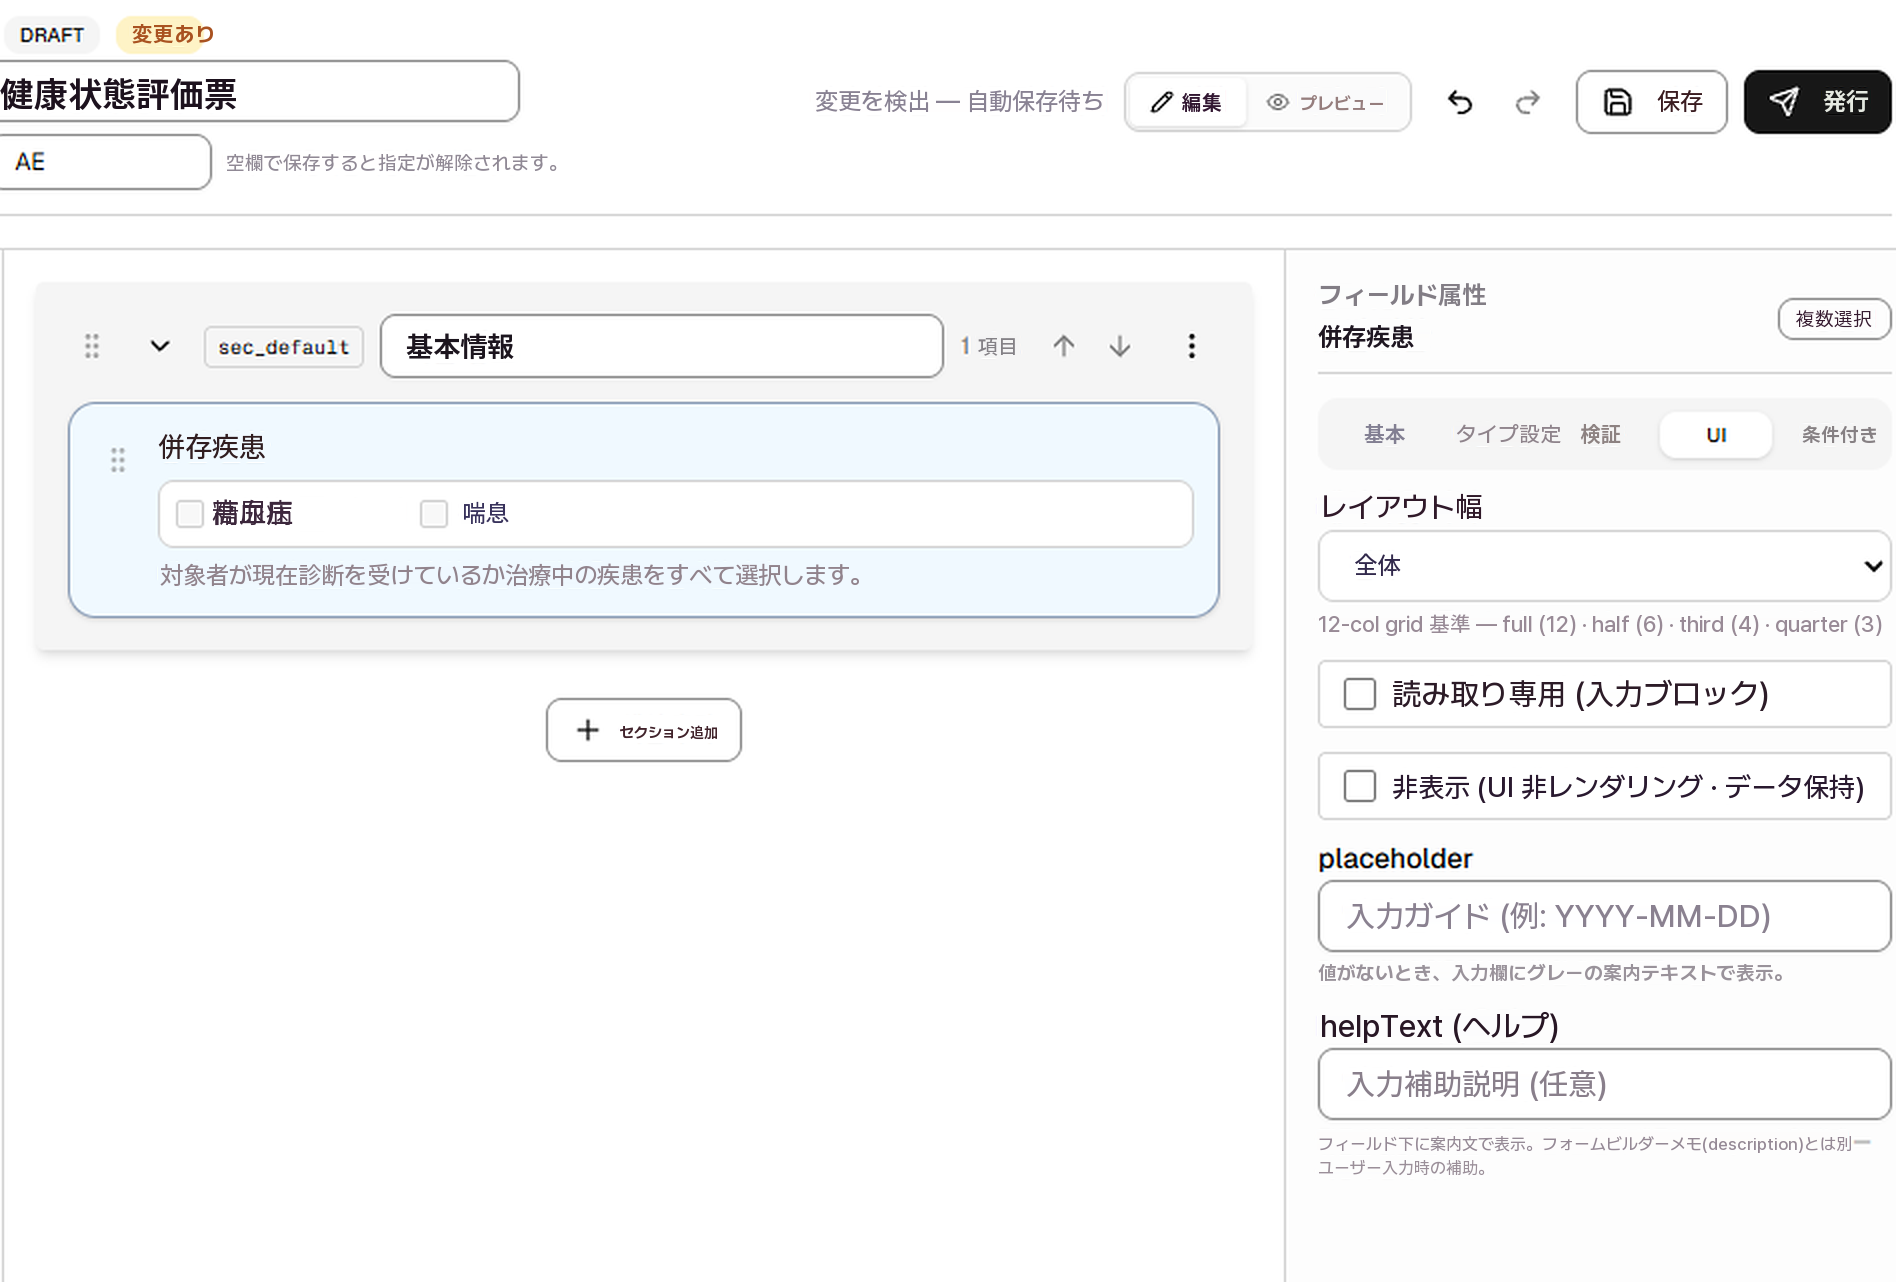 DRAFT 変更あり
健康状態評価票
変更を検出 — 自動保存待ち
編集
プレビュー
保存
発行
AE
空欄で保存すると指定が解除されます。
sec_default
基本情報
1 項目
併存疾患
喘息
対象者が現在診断を受けているか治療中の疾患をすべて選択します。
セクション追加
フィールド属性
併存疾患
複数選択
基本 タイプ設定 検証 UI 条件付き
レイアウト幅
全体
12-col grid 基準 — full (12) · half (6) · third (4) · quarter (3)
読み取り専用 (入力ブロック)
非表示 (UI 非レンダリング · データ保持)
placeholder
入力ガイド (例: YYYY-MM-DD)
値がないとき、入力欄にグレーの案内テキストで表示。
helpText (ヘルプ)
入力補助説明 (任意)
フィールド下に案内文で表示。フォームビルダーメモ(description)とは別—
ユーザー入力時の補助。